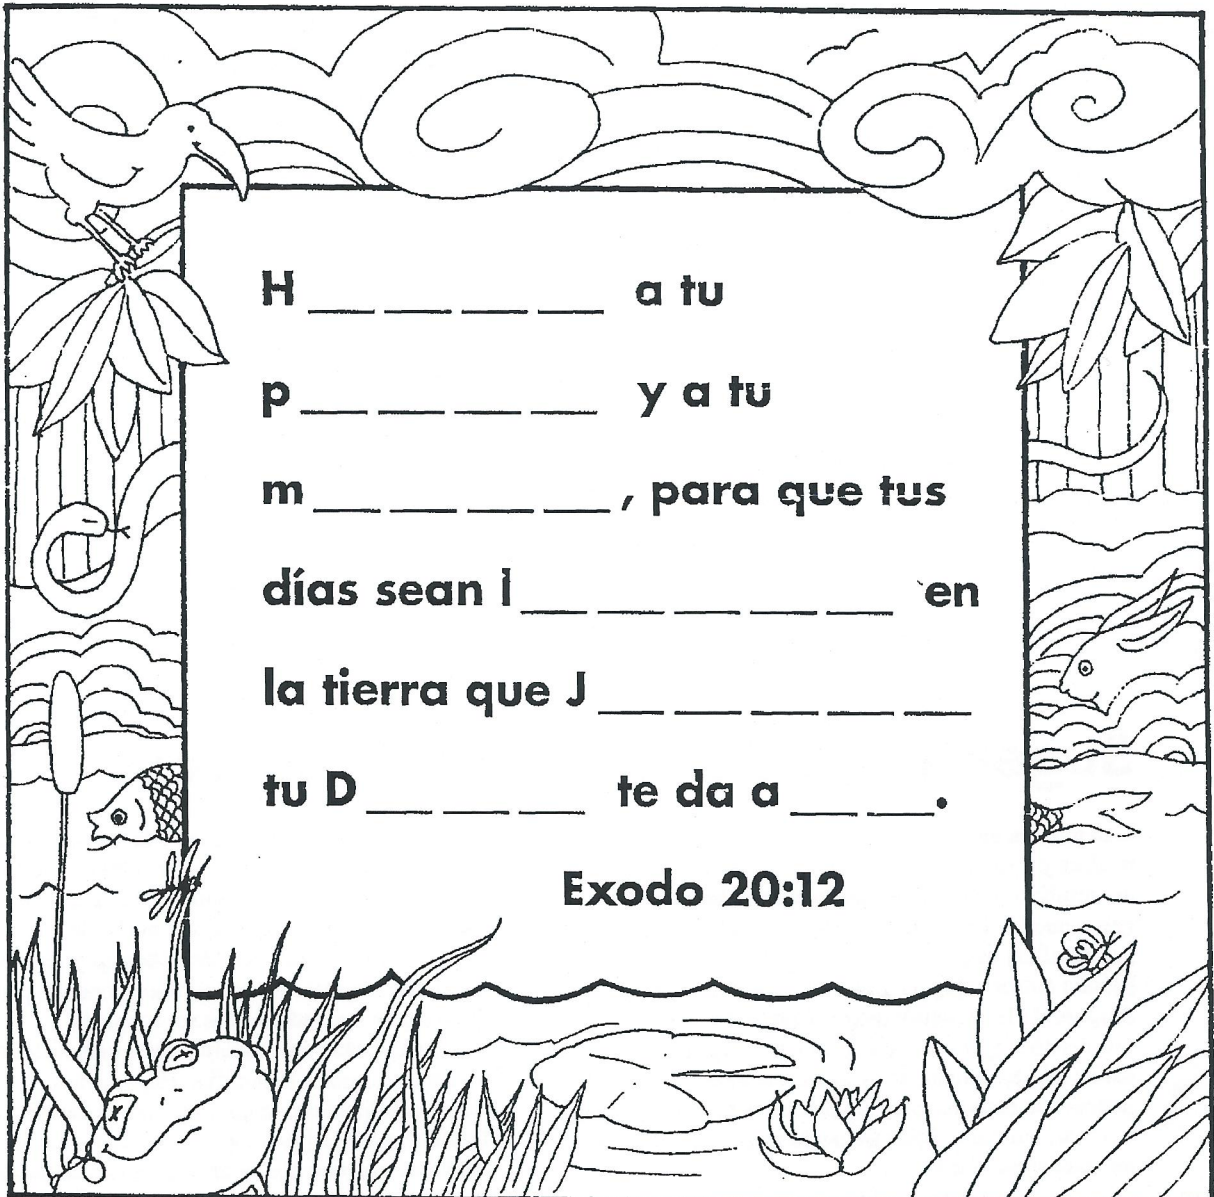 H _ _ _ _ a tu
p _ _ _ _ y a tu
m _ _ _ _ , para que tus
días sean l _ _ _ _ _ en
la tierra que J _ _ _ _ _
tu D _ _ _ te da a _ _.
Exodo 20:12